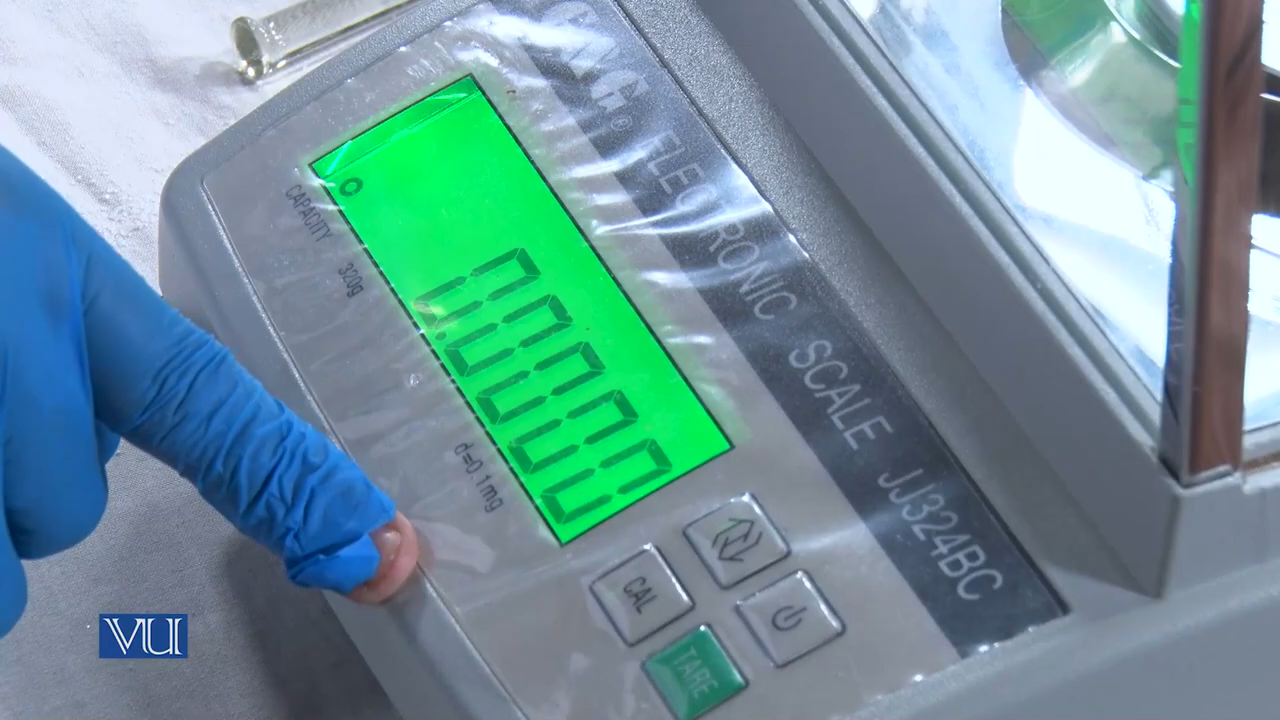 ELECTRONIC SCALE JJ324BC
0.0000
CAPACITY 320g d=0.1mg
CAL
TARE
VU